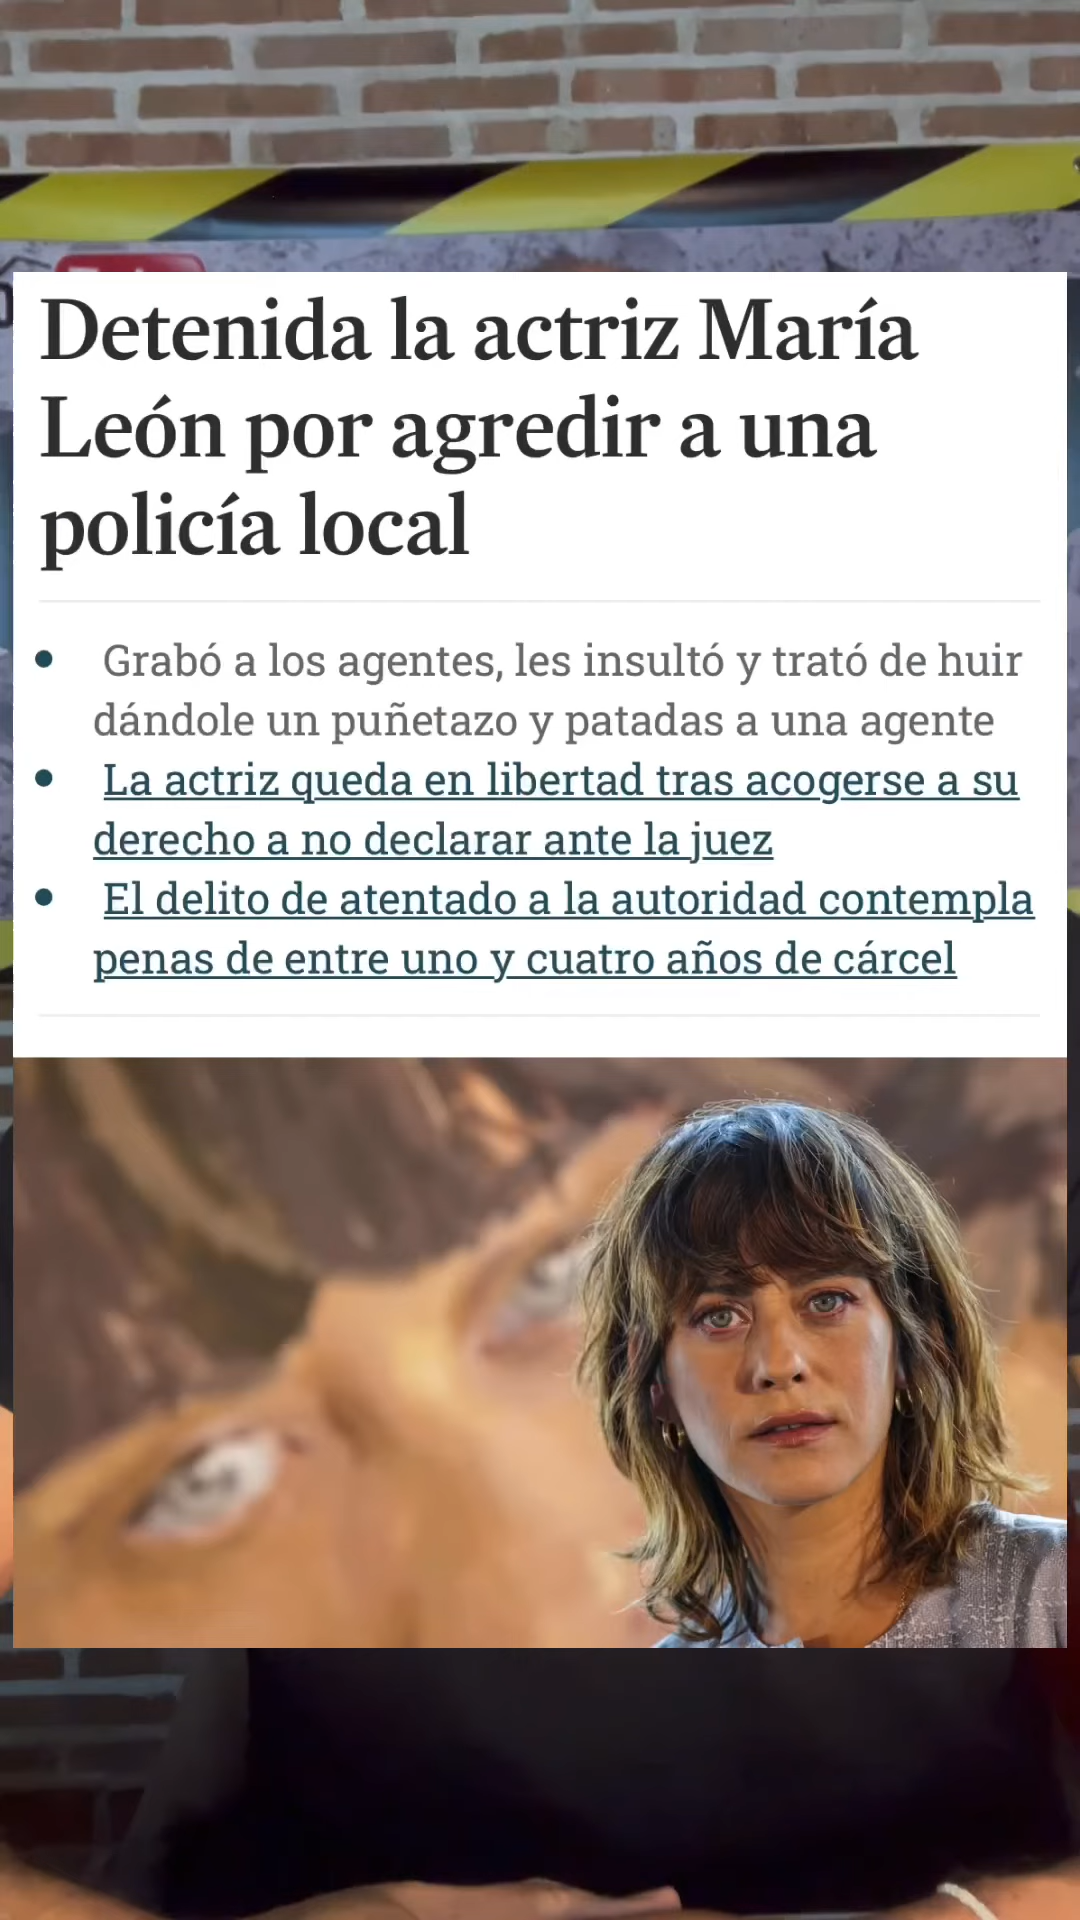 Detenida la actriz María
León por agredir a una
policía local
• Grabó a los agentes, les insultó y trató de huir
dándole un puñetazo y patadas a una agente
• La actriz queda en libertad tras acogerse a su
derecho a no declarar ante la juez
• El delito de atentado a la autoridad contempla
penas de entre uno y cuatro años de cárcel